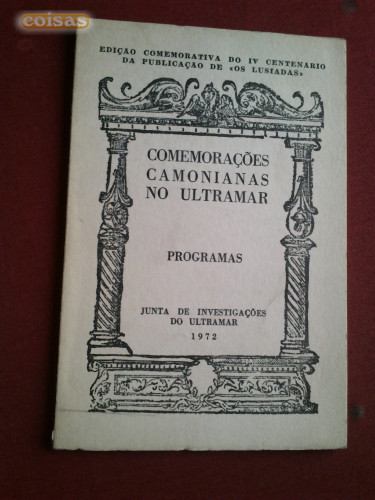 coisas
EDIÇÃO COMEMORATIVA DO IV CENTENARIO
DA PUBLICAÇÃO DE «OS LUSIADAS»
COMEMORAÇÕES
CAMONIANAS
NO ULTRAMAR
PROGRAMAS
JUNTA DE INVESTIGAÇÕES
DO ULTRAMAR
1972